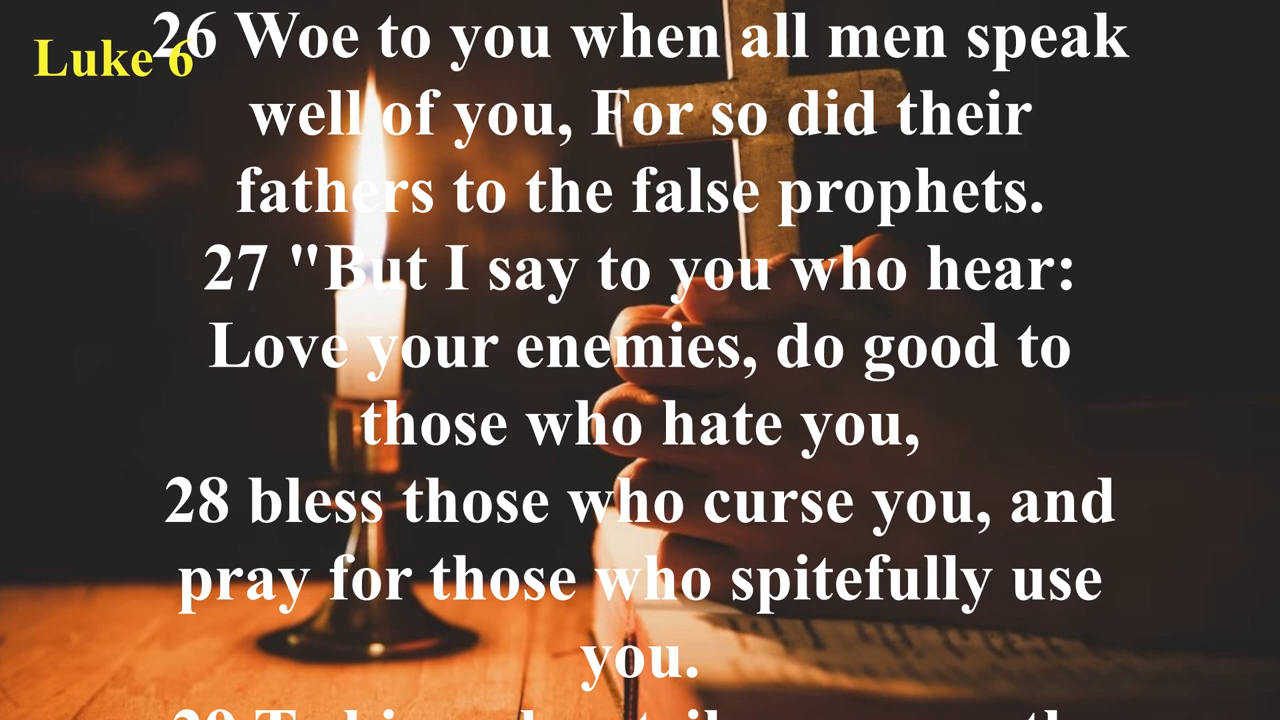 Luke 6
26 Woe to you when all men speak
well of you, For so did their
fathers to the false prophets.
27 "But I say to you who hear:
Love your enemies, do good to
those who hate you,
28 bless those who curse you, and
pray for those who spitefully use
you.